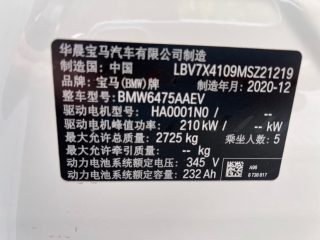 华晨宝马汽车有限公司制造
制造国：中国 LBV7X4109MSZ21219
品牌：宝马(BMW)牌 制造年月：2020-12
整车型号：BMW6475AAEV
驱动电机型号：HA0001N0 / --
驱动电机峰值功率：210 kW / -- kW
最大允许总质量：2725 kg 乘坐人数：5
最大允许牵引质量：-- kg
动力电池系统额定电压：345 V
动力电池系统额定容量：232 Ah
A96
6 736 817